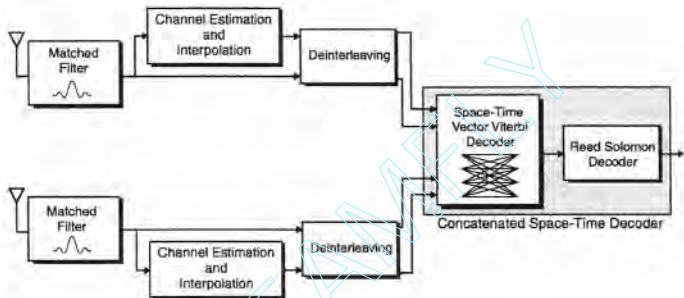 Channel Estimation
and
Interpolation
Matched
Filter
Deinterleaving
Space-Time
Vector Viterbi
Decoder
Reed Solomon
Decoder
Matched
Filter
Deinterleaving
Channel Estimation
and
Interpolation
Concatenated Space-Time Decoder